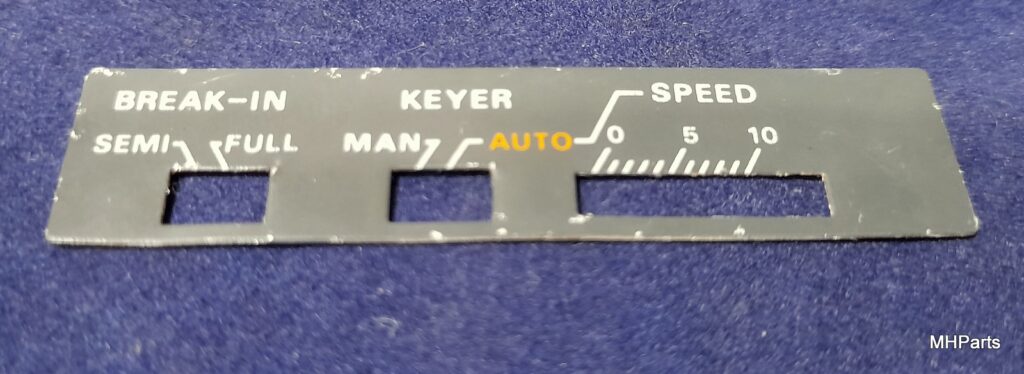 BREAK-IN KEYER SPEED
SEMI FULL MAN AUTO 0 5 10
MHParts